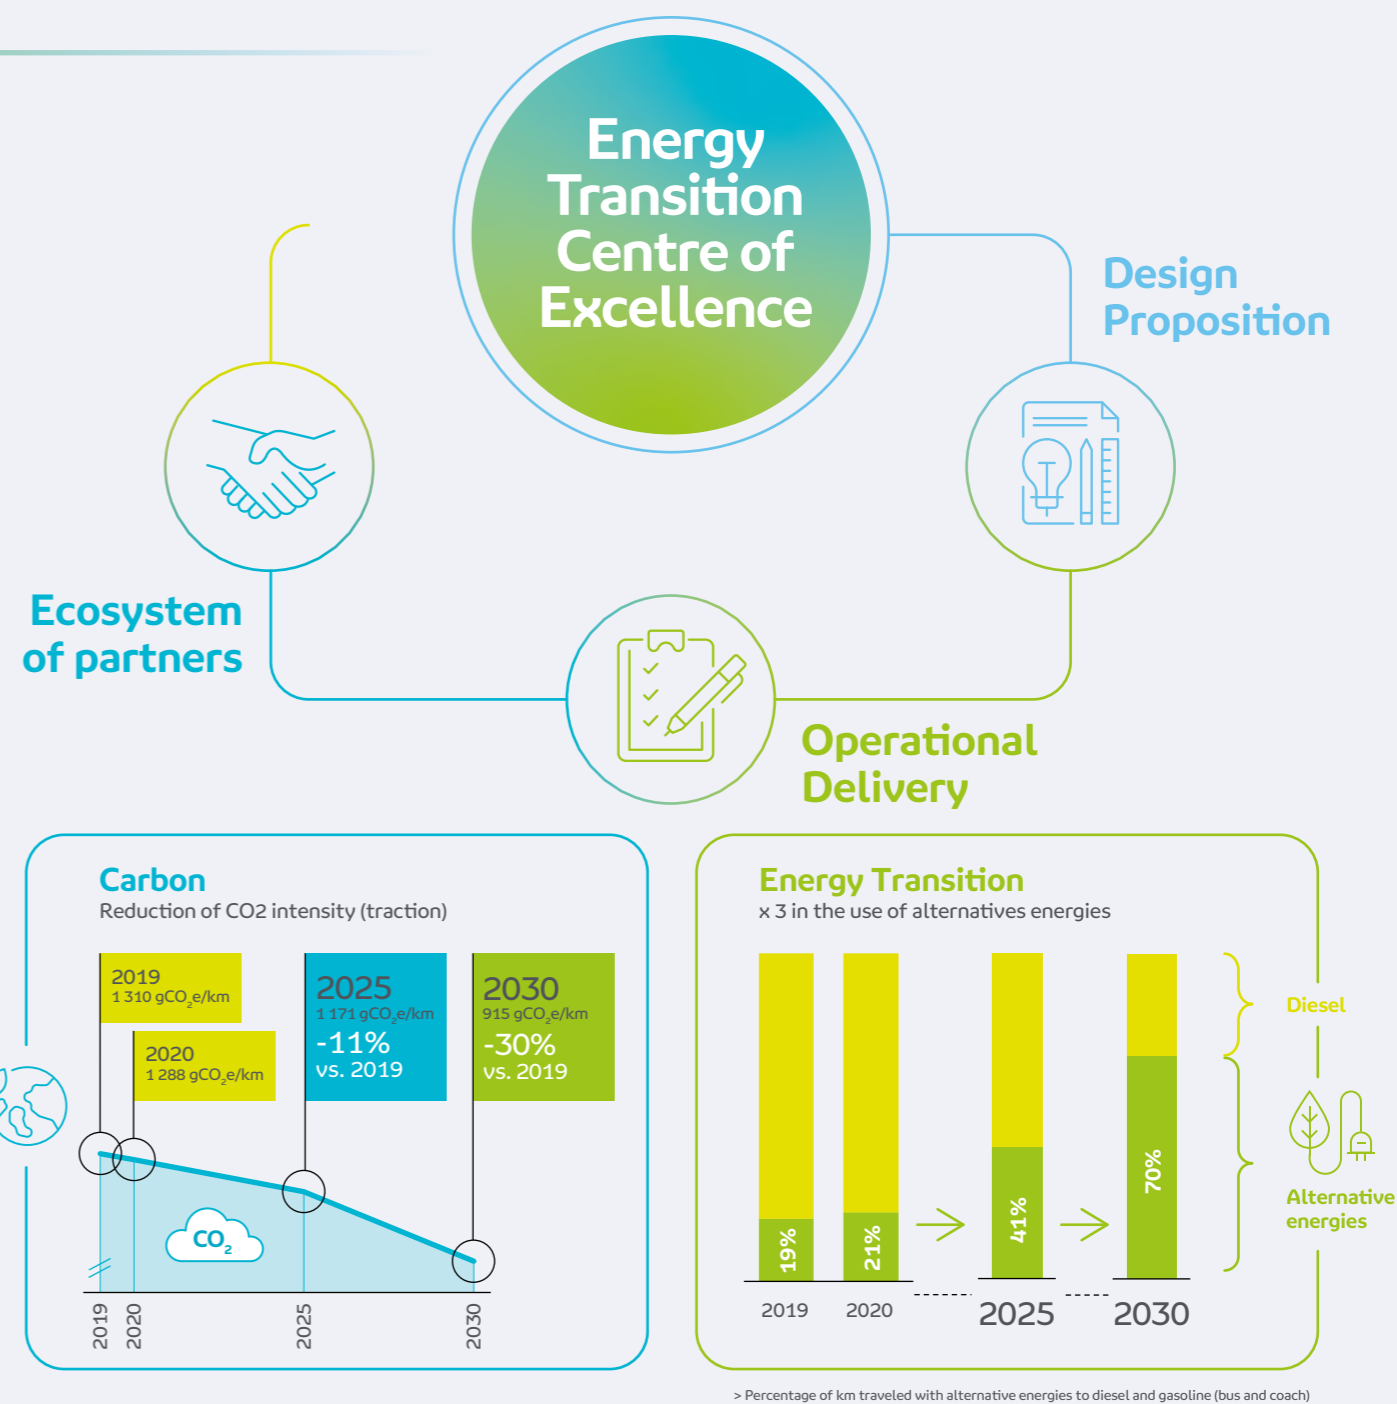 Energy
Transition
Centre of
Excellence
Design
Proposition
Ecosystem
of partners
Operational
Delivery
Carbon
Reduction of CO2 intensity (traction)
2019
1 310 gCO₂e/km
2020
1 288 gCO₂e/km
2025
1 171 gCO₂e/km
-11%
vs. 2019
2030
915 gCO₂e/km
-30%
vs. 2019
CO₂
2019
2020
2025
2030
Energy Transition
x 3 in the use of alternatives energies
19%
21%
41%
70%
2019
2020
2025
2030
Diesel
Alternative
energies
> Percentage of km traveled with alternative energies to diesel and gasoline (bus and coach)